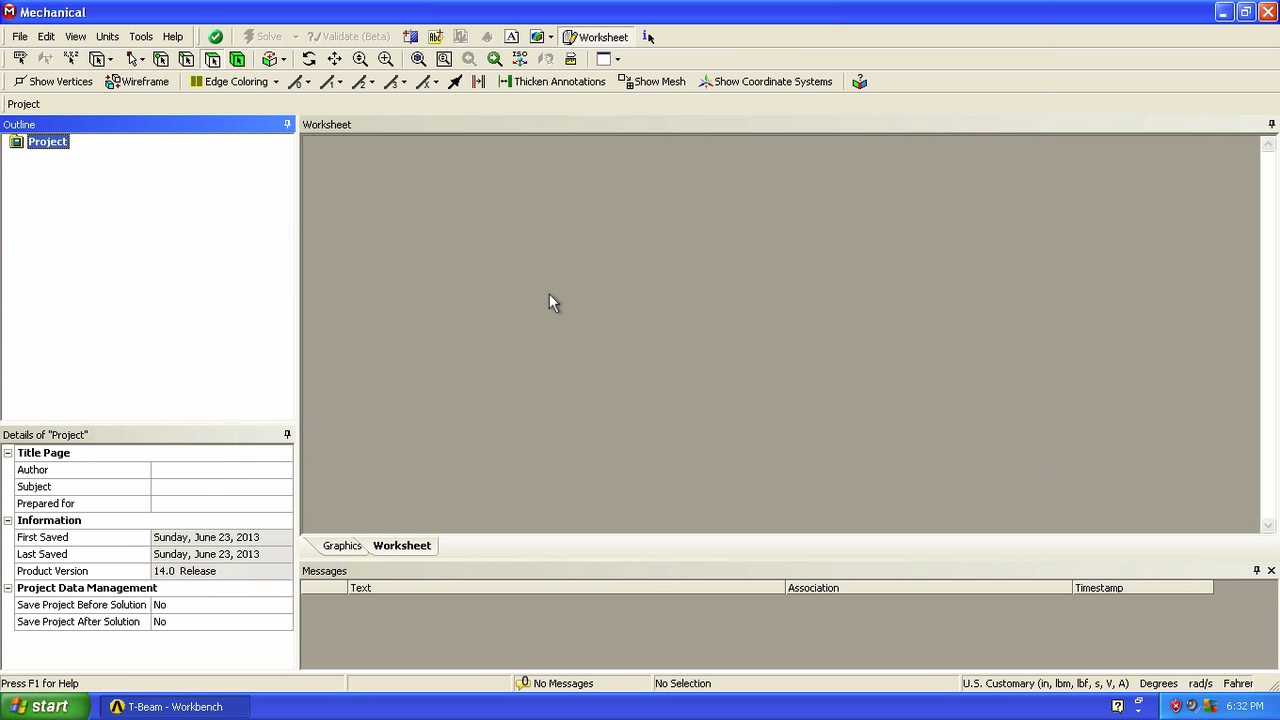 Mechanical
File Edit View Units Tools Help Solve ?/ Validate (Beta) Worksheet
Show Vertices Wireframe Edge Coloring Thicken Annotations Show Mesh Show Coordinate Systems
Project
Outline
Project
Worksheet
Details of "Project"
Title Page
Author
Subject
Prepared for
Information
First Saved Sunday, June 23, 2013
Last Saved Sunday, June 23, 2013
Product Version 14.0 Release
Project Data Management
Save Project Before Solution No
Save Project After Solution No
Graphics Worksheet
Messages
Text Association Timestamp
Press F1 for Help No Messages No Selection U.S. Customary (in, lbm, lbf, s, V, A) Degrees rad/s Fahrer
start T-Beam - Workbench 6:32 PM